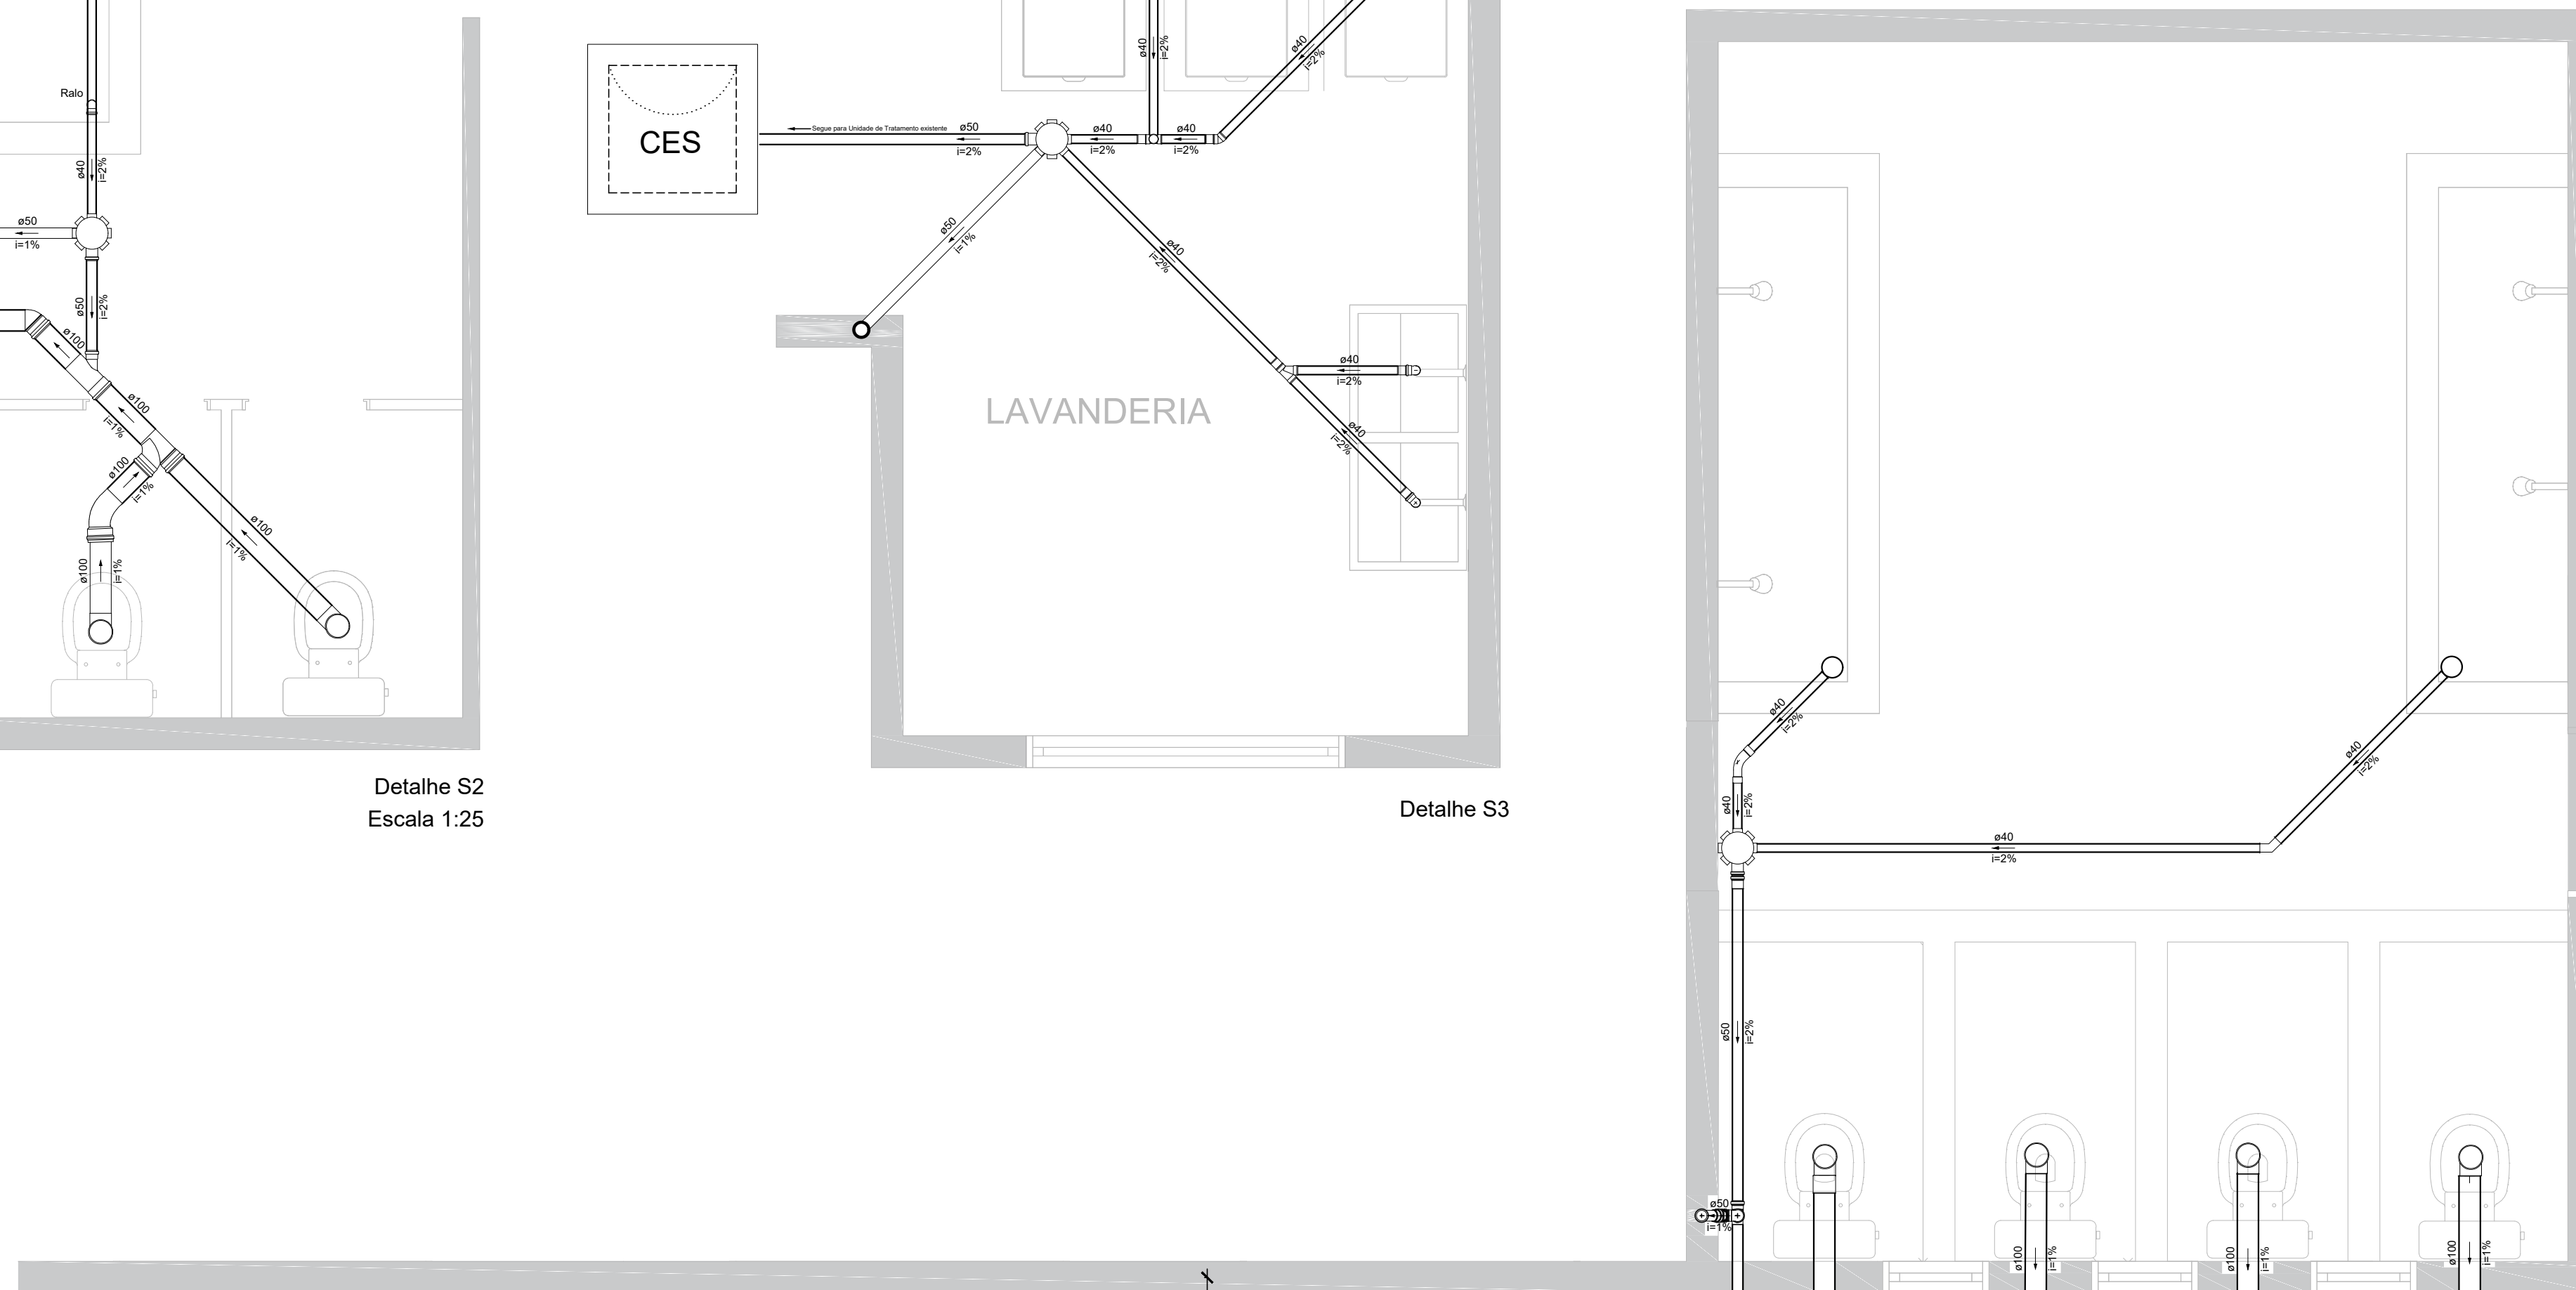 Ralo
ø40
i=2%
ø50
i=1%
ø50
i=2%
ø100
ø100
i=1%
ø100
i=1%
ø100
i=1%
ø100
i=1%
Detalhe S2
Escala 1:25
CES
Segue para Unidade de Tratamento existente
ø50
i=2%
ø40
i=2%
ø40
i=2%
ø40
i=2%
ø40
i=2%
ø50
i=1%
ø40
i=2%
ø40
i=2%
ø40
i=2%
LAVANDERIA
Detalhe S3
ø40
i=2%
ø40
i=2%
ø40
i=2%
ø40
i=2%
ø50
i=2%
ø50
i=1%
ø100
i=1%
ø100
i=1%
ø100
i=1%